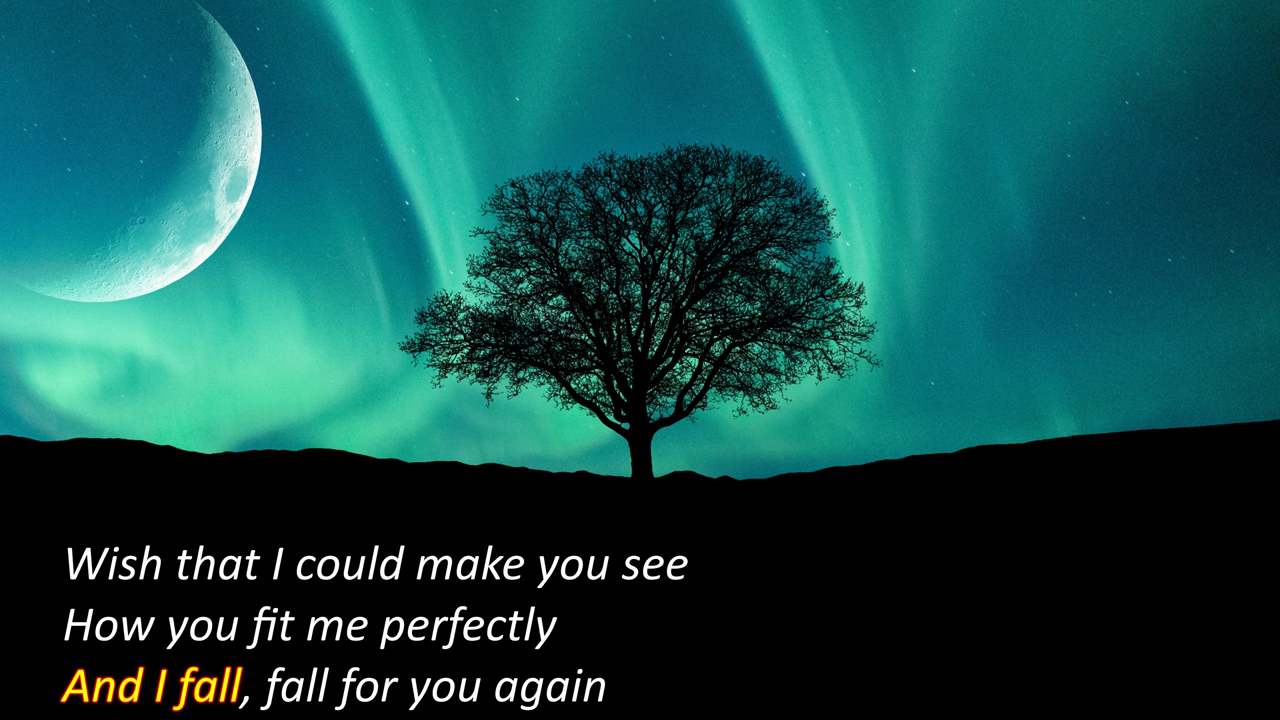 Wish that I could make you see
How you fit me perfectly
And I fall, fall for you again